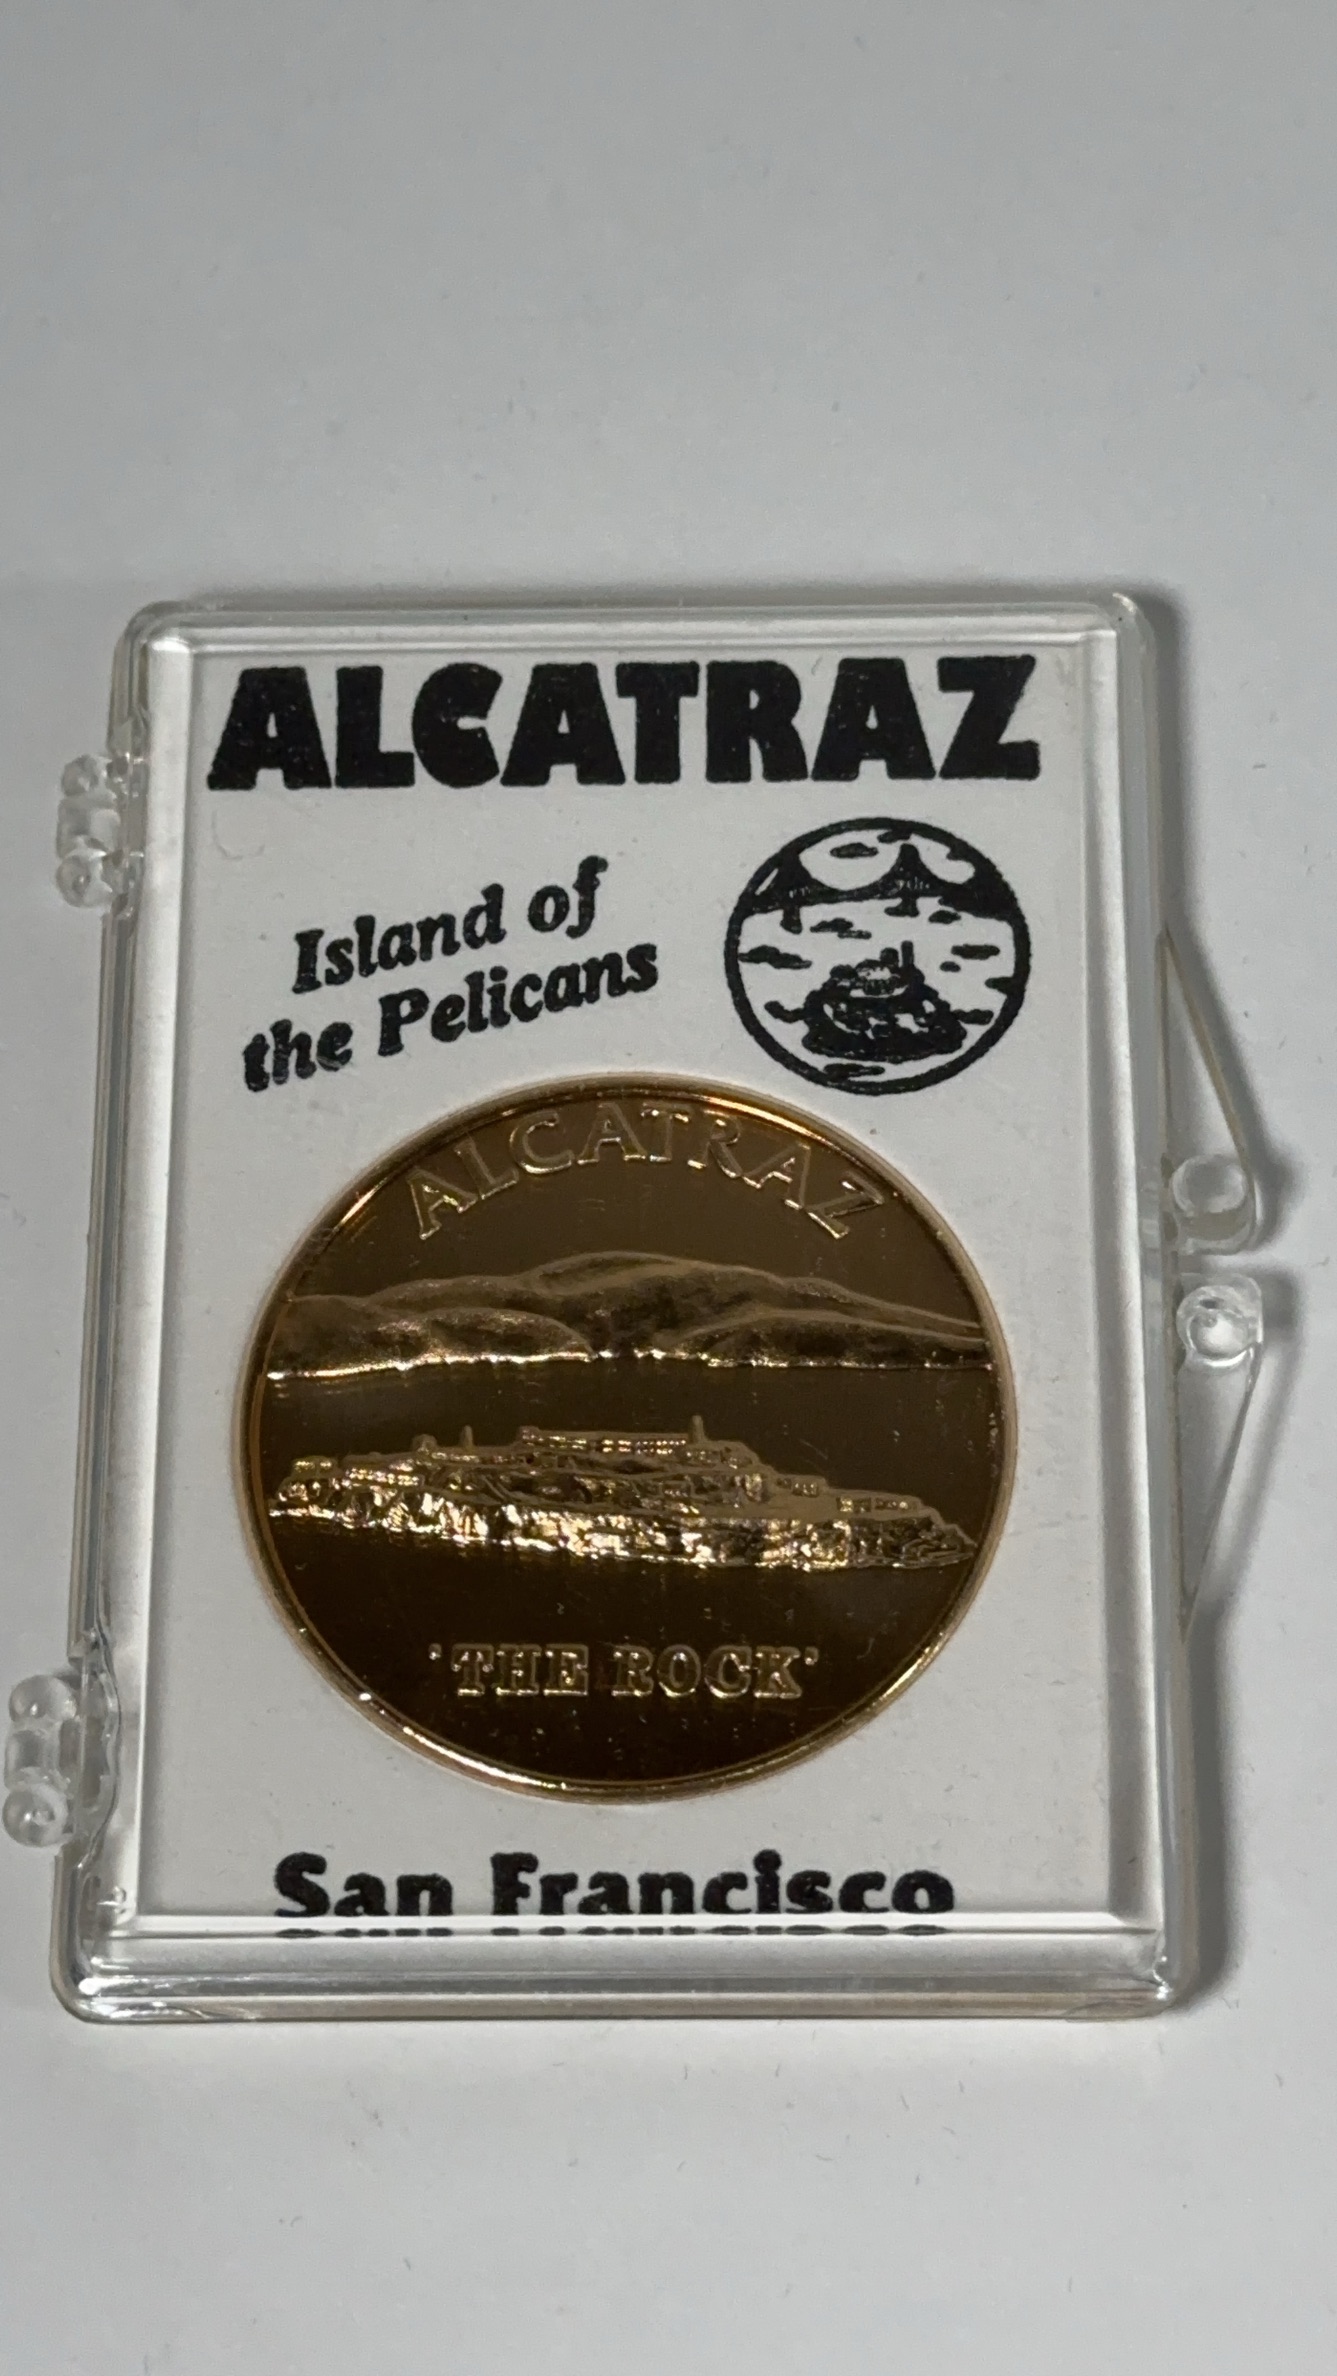 ALCATRAZ
Island of
the Pelicans
ALCATRAZ
'THE ROCK'
San Francisco